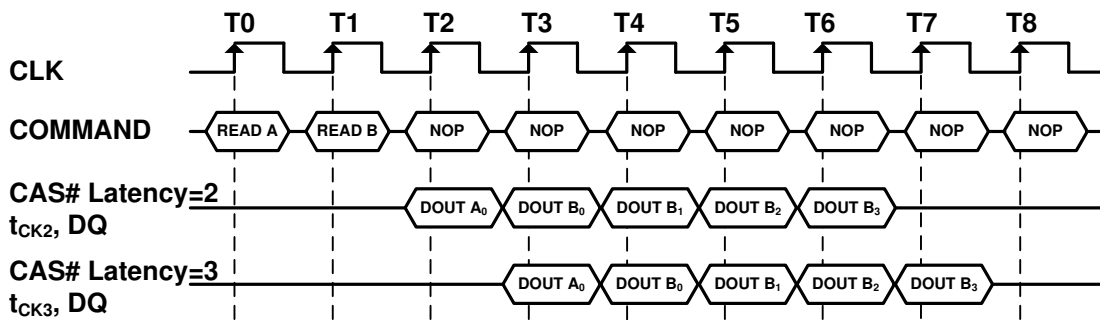 T0 T1 T2 T3 T4 T5 T6 T7 T8
CLK
COMMAND READ A READ B NOP NOP NOP NOP NOP NOP NOP
CAS# Latency=2
tCK2, DQ DOUT A0 DOUT B0 DOUT B1 DOUT B2 DOUT B3
CAS# Latency=3
tCK3, DQ DOUT A0 DOUT B0 DOUT B1 DOUT B2 DOUT B3